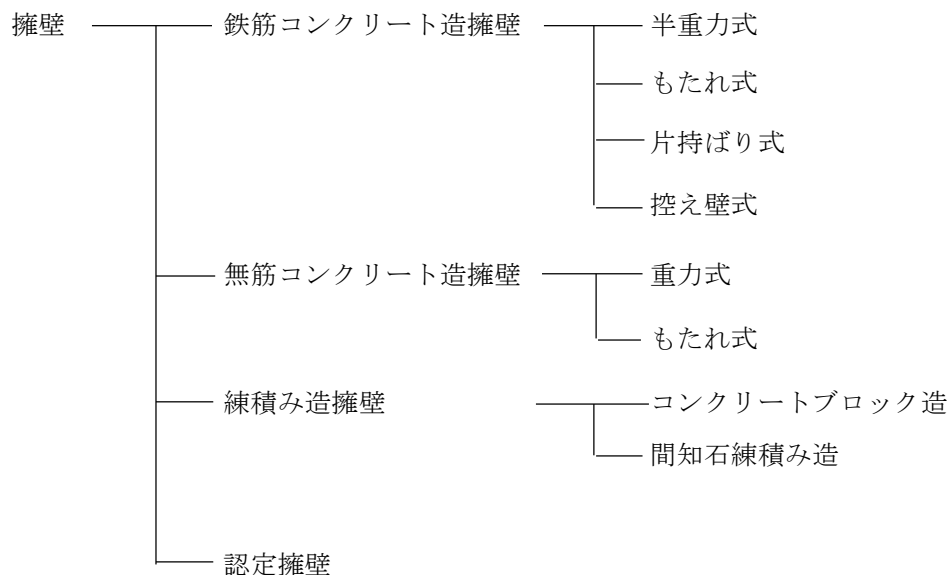 擁壁
鉄筋コンクリート造擁壁
半重力式
もたれ式
片持ばり式
控え壁式
無筋コンクリート造擁壁
重力式
もたれ式
練積み造擁壁
コンクリートブロック造
間知石練積み造
認定擁壁